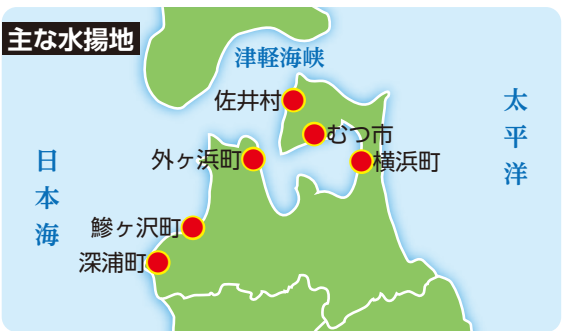 主な水揚地
津軽海峡
佐井村
太平洋
むつ市
外ヶ浜町
横浜町
日本海
鰺ヶ沢町
深浦町